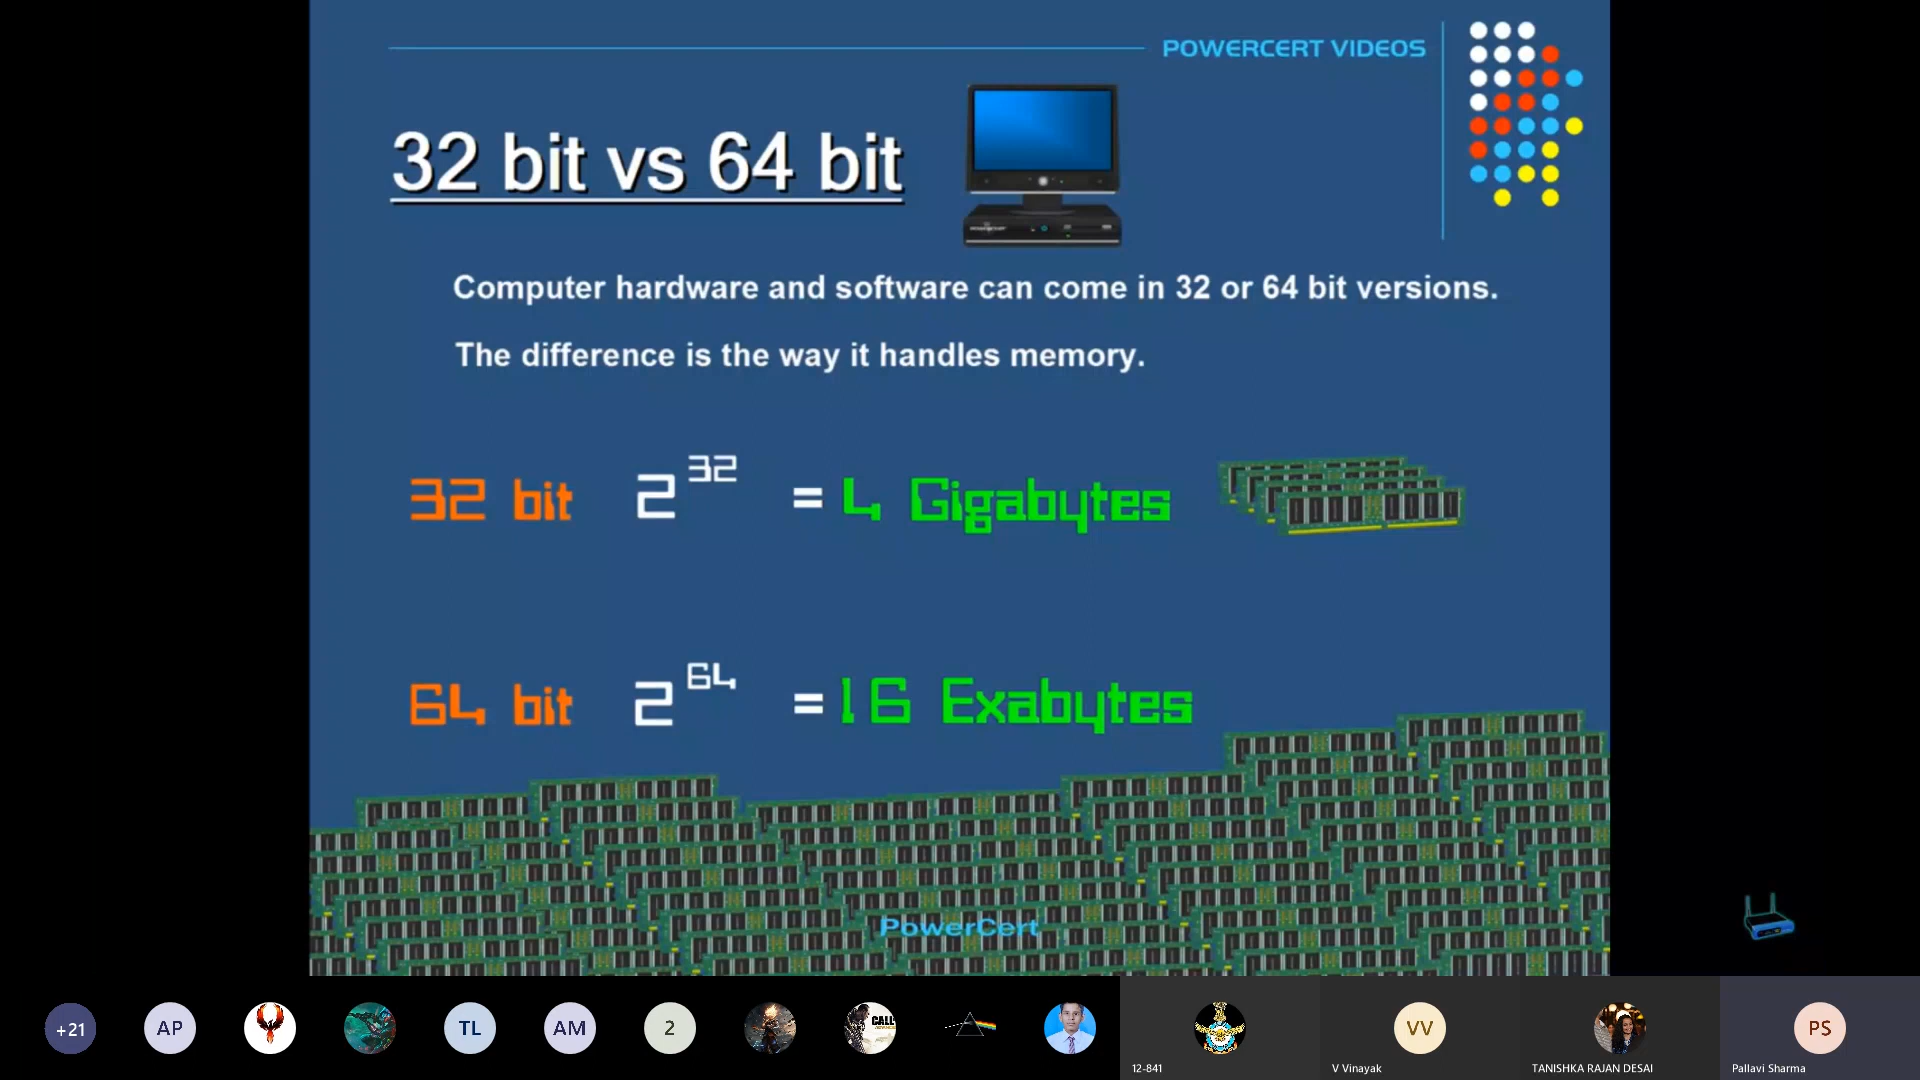 POWERCERT VIDEOS
32 bit vs 64 bit
Computer hardware and software can come in 32 or 64 bit versions.
The difference is the way it handles memory.
32 bit 2^32 = 4 Gigabytes
64 bit 2^64 = 16 Exabytes
PowerCert
+21
AP
TL
AM
2
CALL
VV
PS
12-841
V Vinayak
TANISHKA RAJAN DESAI
Pallavi Sharma